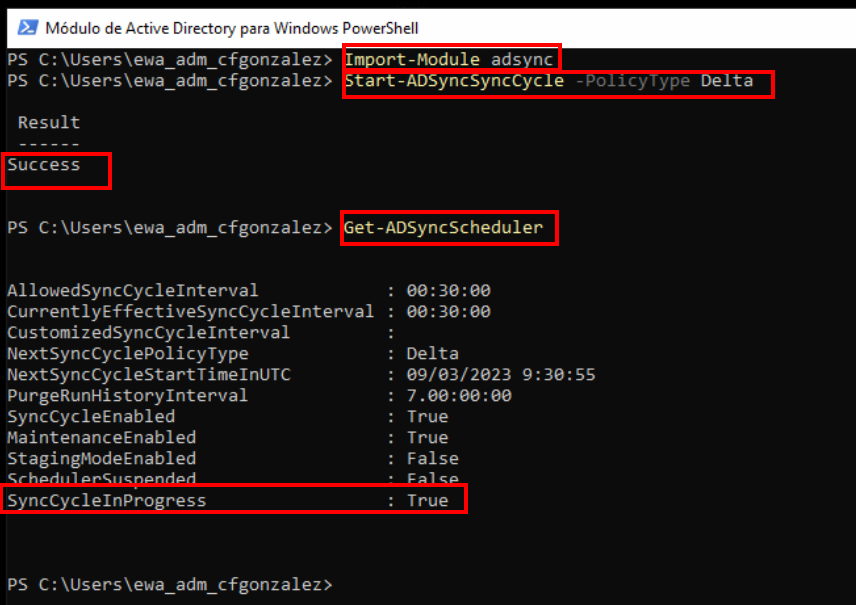 Módulo de Active Directory para Windows PowerShell
PS C:\Users\ewa_adm_cfgonzalez> Import-Module adsync
PS C:\Users\ewa_adm_cfgonzalez> Start-ADSyncSyncCycle -PolicyType Delta
Result
------
Success
PS C:\Users\ewa_adm_cfgonzalez> Get-ADSyncScheduler
AllowedSyncCycleInterval : 00:30:00
CurrentlyEffectiveSyncCycleInterval : 00:30:00
CustomizedSyncCycleInterval :
NextSyncCyclePolicyType : Delta
NextSyncCycleStartTimeInUTC : 09/03/2023 9:30:55
PurgeRunHistoryInterval : 7.00:00:00
SyncCycleEnabled : True
MaintenanceEnabled : True
StagingModeEnabled : False
SchedulerSuspended : False
SyncCycleInProgress : True
PS C:\Users\ewa_adm_cfgonzalez>